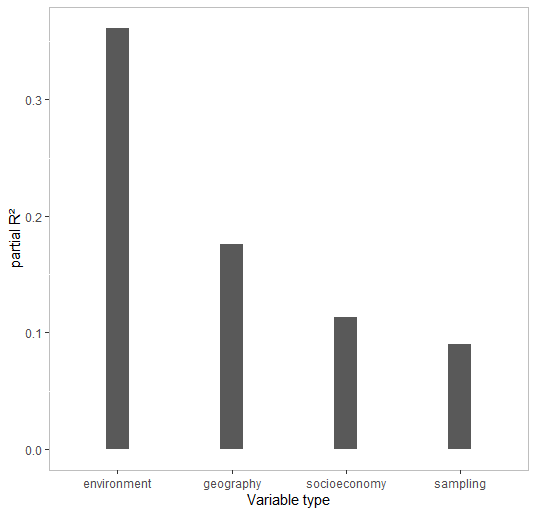 partial R²
0.3
0.2
0.1
0.0
environment geography socioeconomy sampling
Variable type